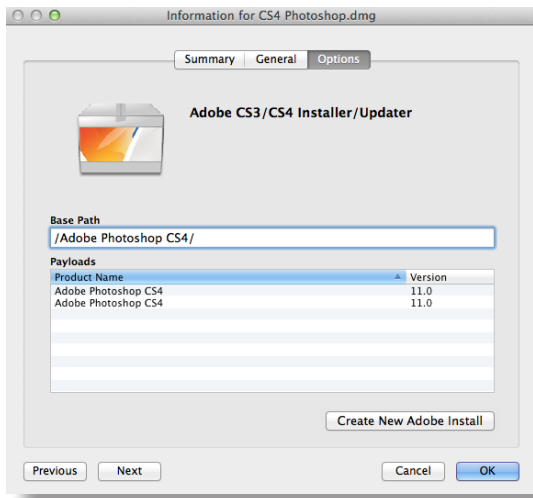 Information for CS4 Photoshop.dmg
Summary General Options
Adobe CS3/CS4 Installer/Updater
Base Path
/Adobe Photoshop CS4/
Payloads
Product Name Version
Adobe Photoshop CS4 11.0
Adobe Photoshop CS4 11.0
Create New Adobe Install
Previous Next Cancel OK